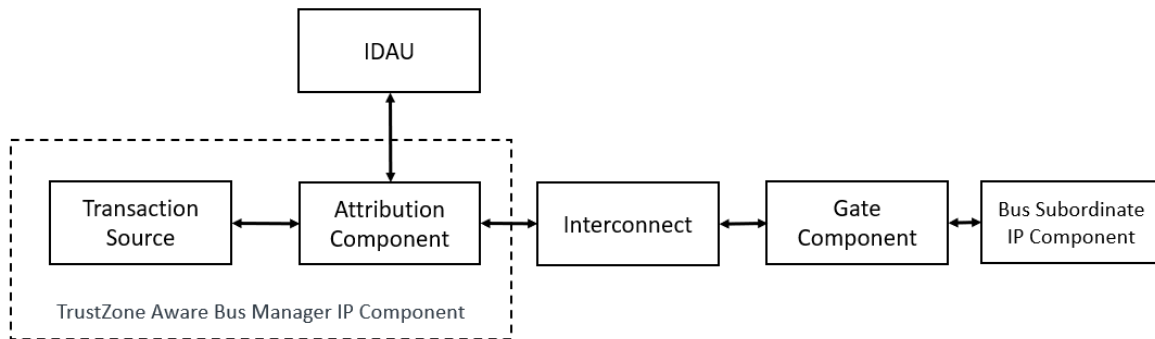 IDAU
Transaction
Source
Attribution
Component
Interconnect
Gate
Component
Bus Subordinate
IP Component
TrustZone Aware Bus Manager IP Component